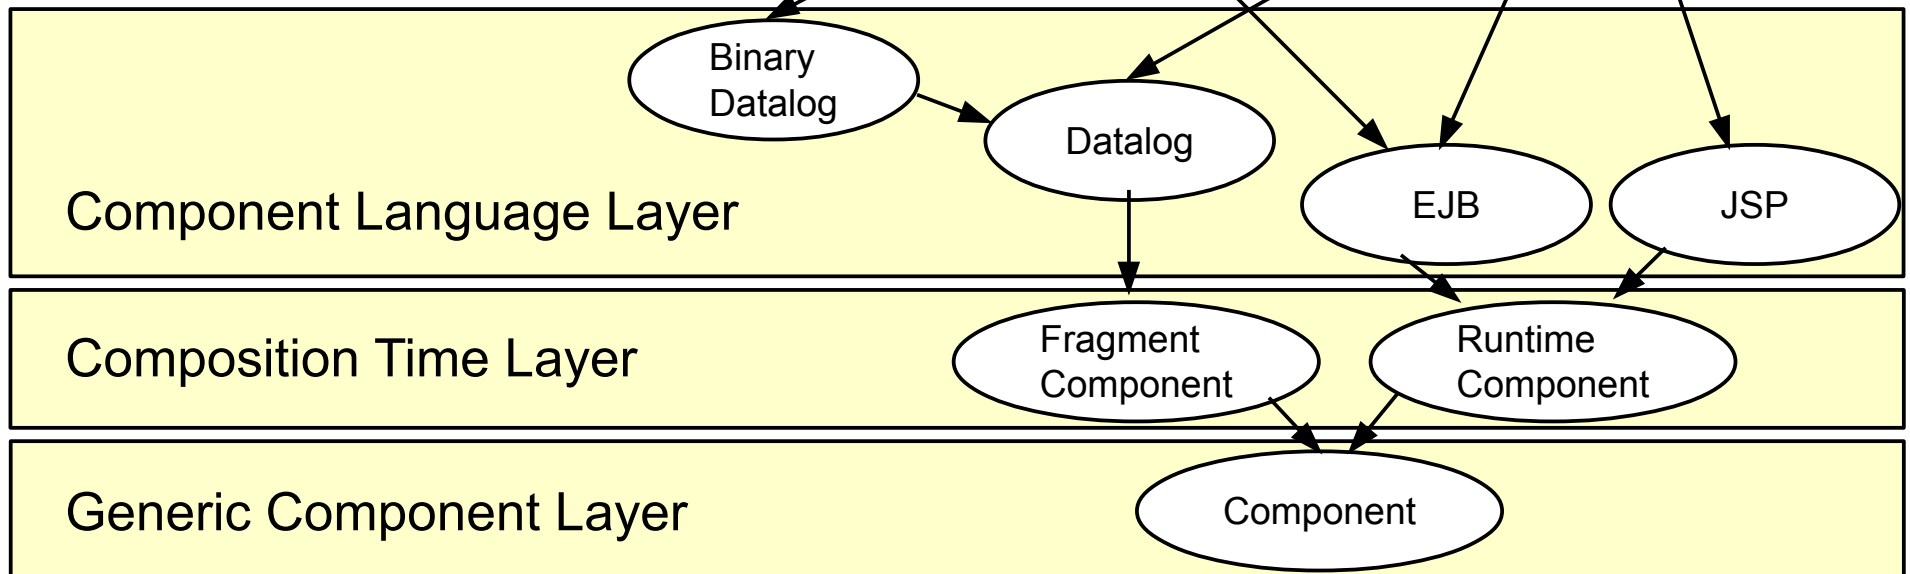 Binary
Datalog
Datalog
Component Language Layer
EJB
JSP
Composition Time Layer
Fragment
Component
Runtime
Component
Generic Component Layer
Component